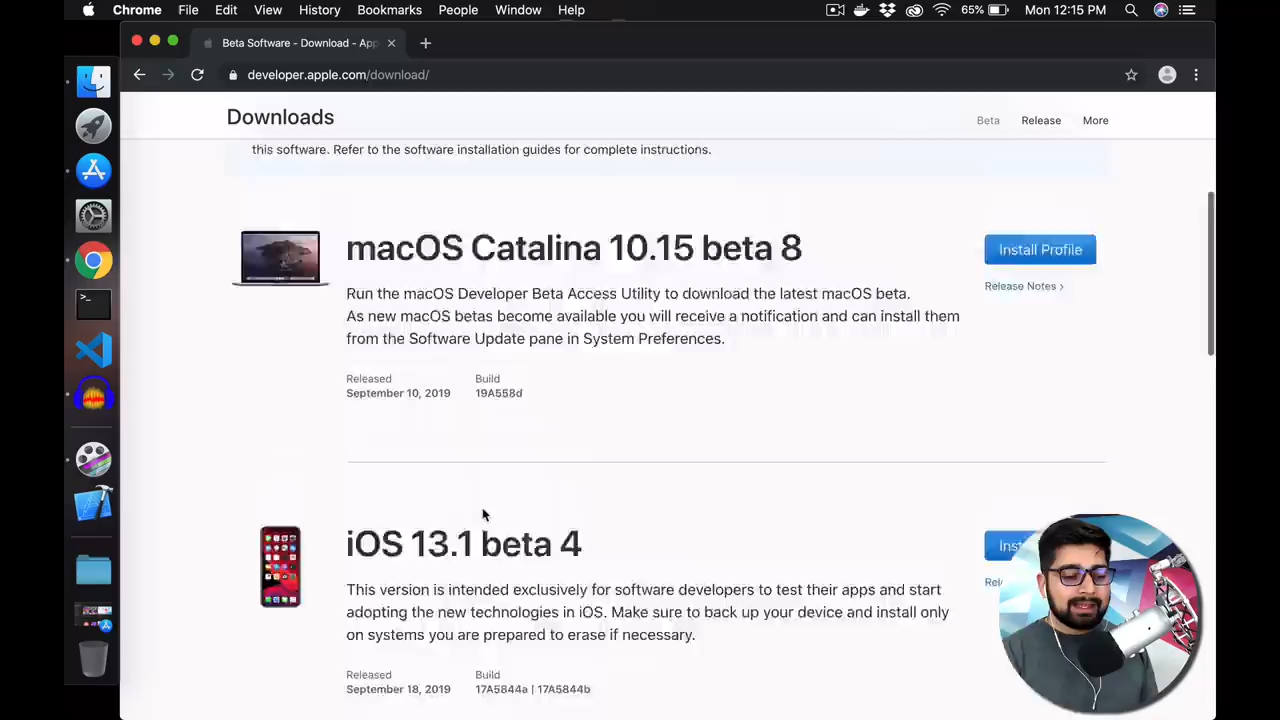 Chrome File Edit View History Bookmarks People Window Help 65% Mon 12:15 PM
Beta Software - Download - App
developer.apple.com/download/
Downloads Beta Release More
this software. Refer to the software installation guides for complete instructions.
macOS Catalina 10.15 beta 8
Install Profile
Run the macOS Developer Beta Access Utility to download the latest macOS beta.
Release Notes >
As new macOS betas become available you will receive a notification and can install them
from the Software Update pane in System Preferences.
Released Build
September 10, 2019 19A558d
iOS 13.1 beta 4
Inst
This version is intended exclusively for software developers to test their apps and start
Rel
adopting the new technologies in iOS. Make sure to back up your device and install only
on systems you are prepared to erase if necessary.
Released Build
September 18, 2019 17A5844a | 17A5844b